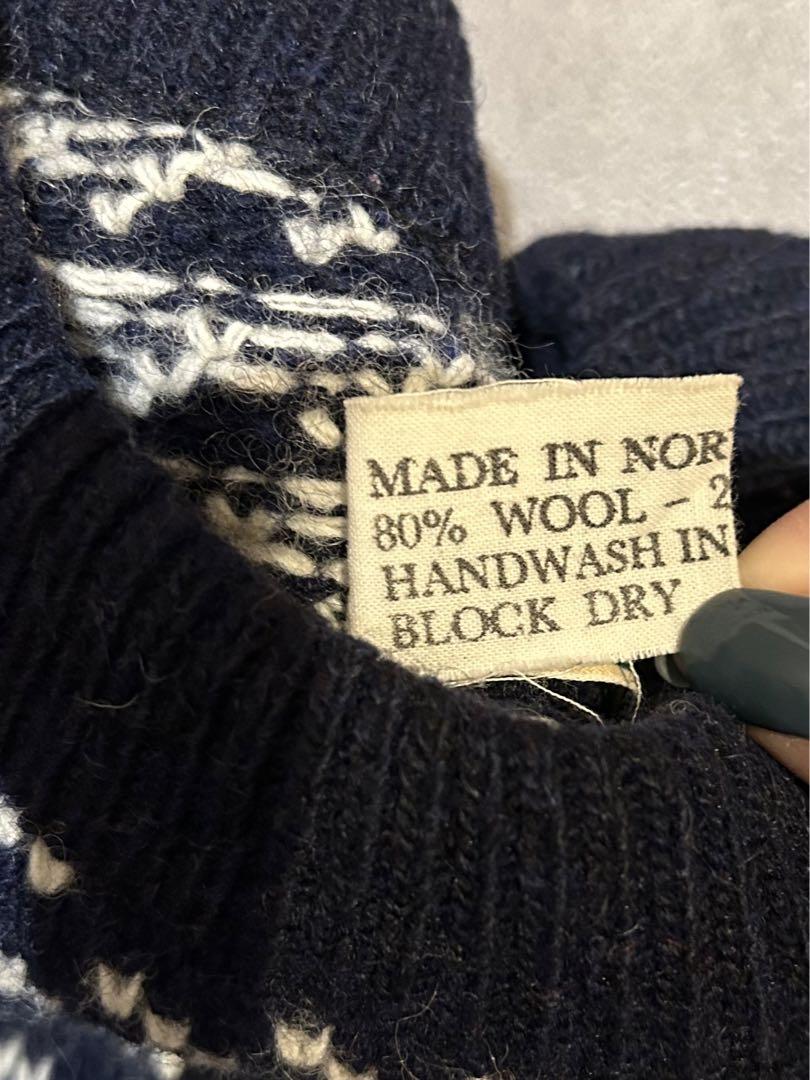 MADE IN NOR
80% WOOL - 2
HANDWASH IN
BLOCK DRY